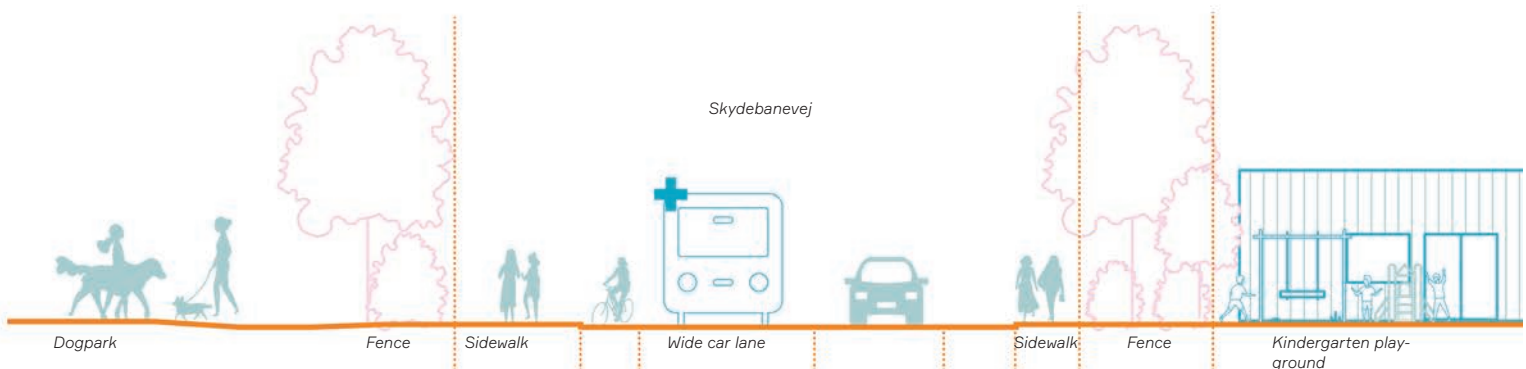 Skydebanevej
Dogpark
Fence
Sidewalk
Wide car lane
Sidewalk
Fence
Kindergarten play-
ground